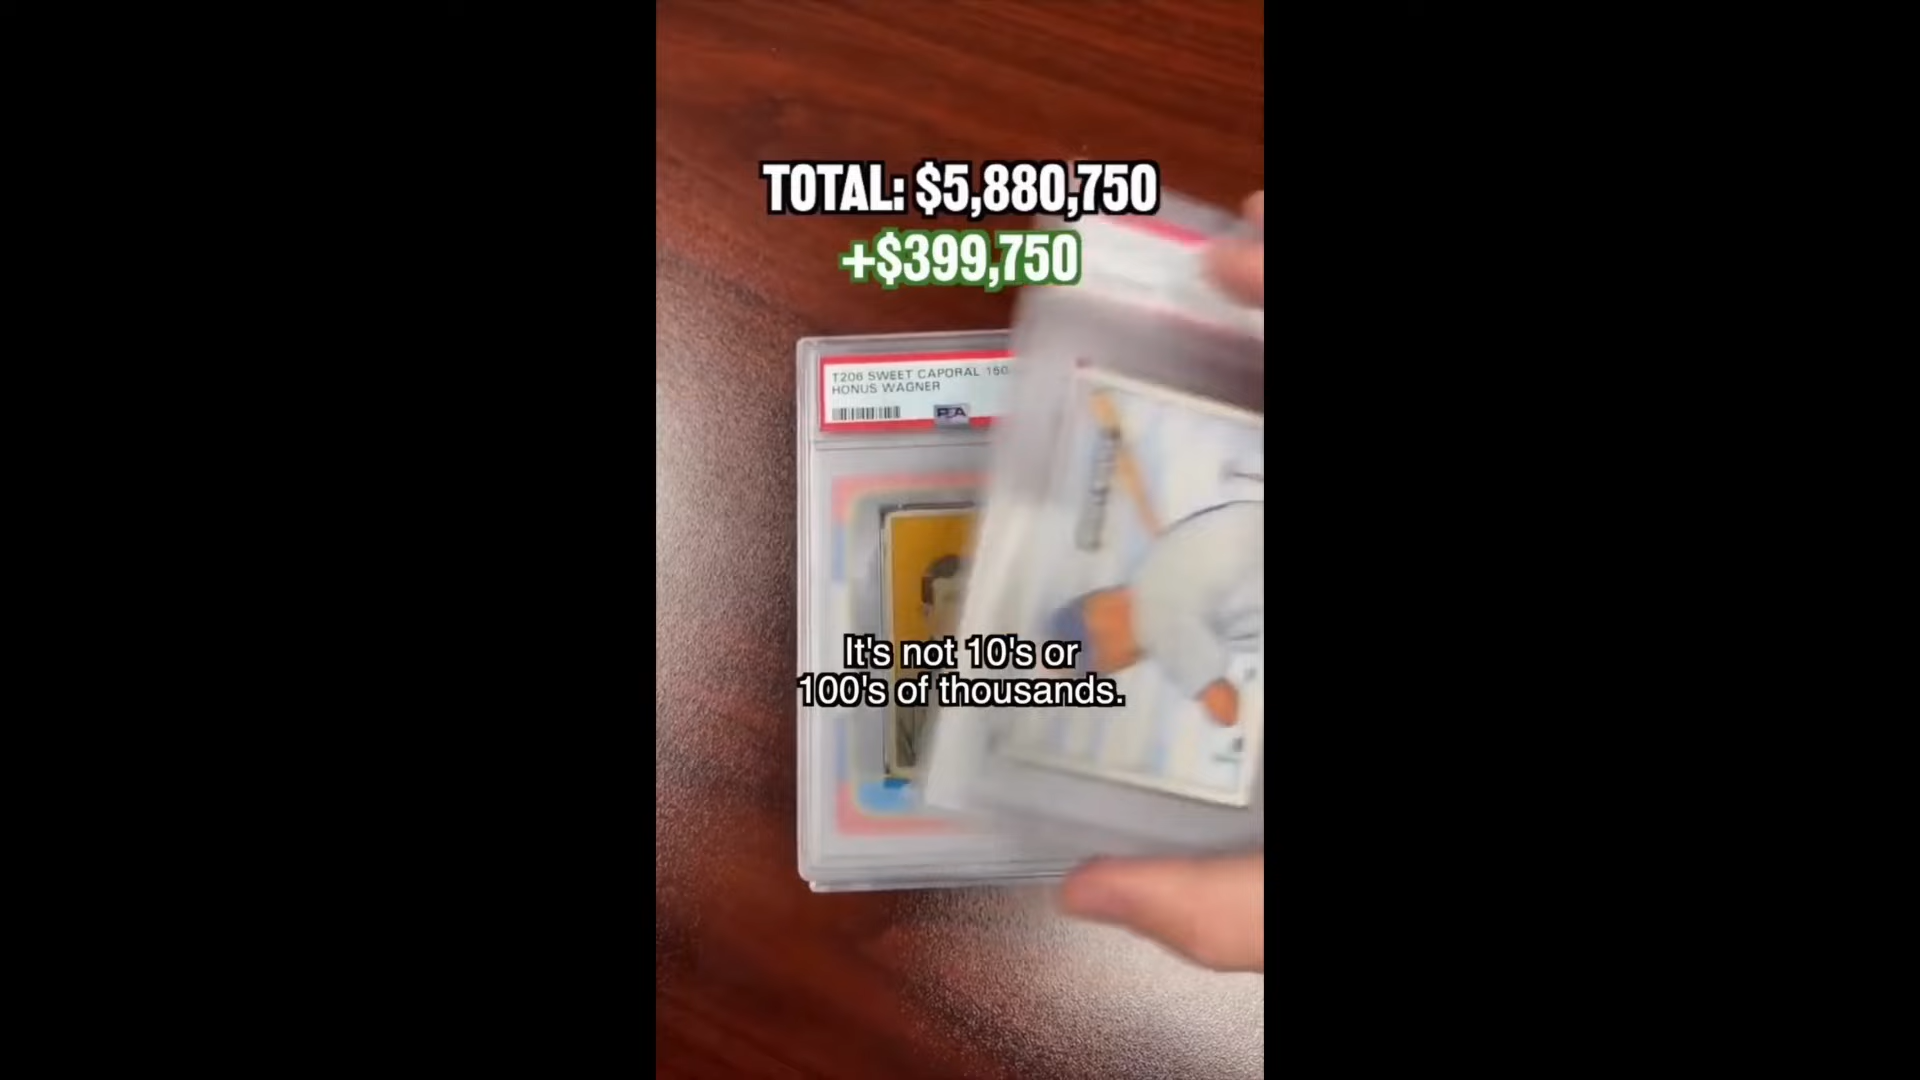 TOTAL: $5,880,750
+$399,750
T206 SWEET CAPORAL 150
HONUS WAGNER
PSA
It's not 10's or
100's of thousands.